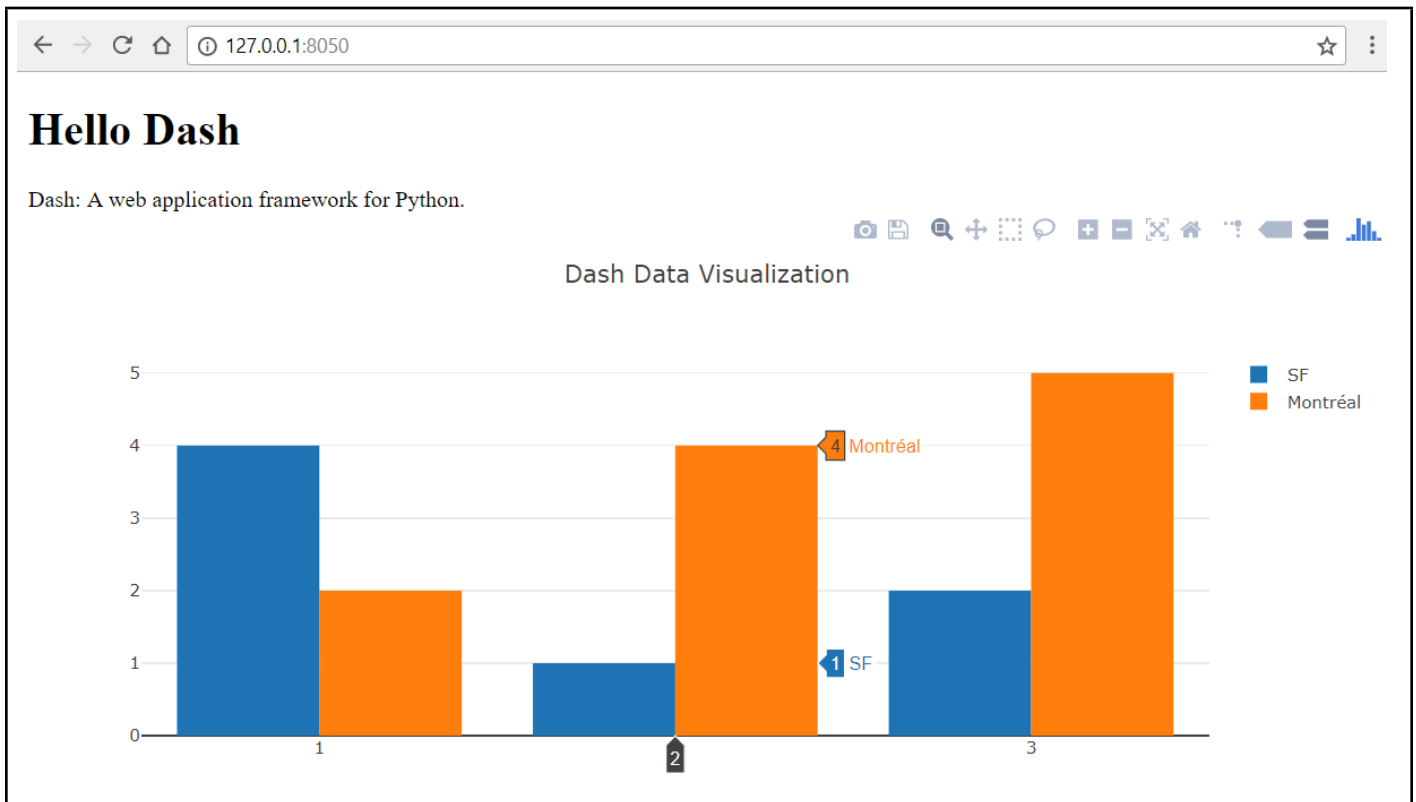 127.0.0.1:8050
Hello Dash
Dash: A web application framework for Python.
Dash Data Visualization
5
SF
Montréal
4
4 Montréal
3
2
1
1 SF
0
1
2
3